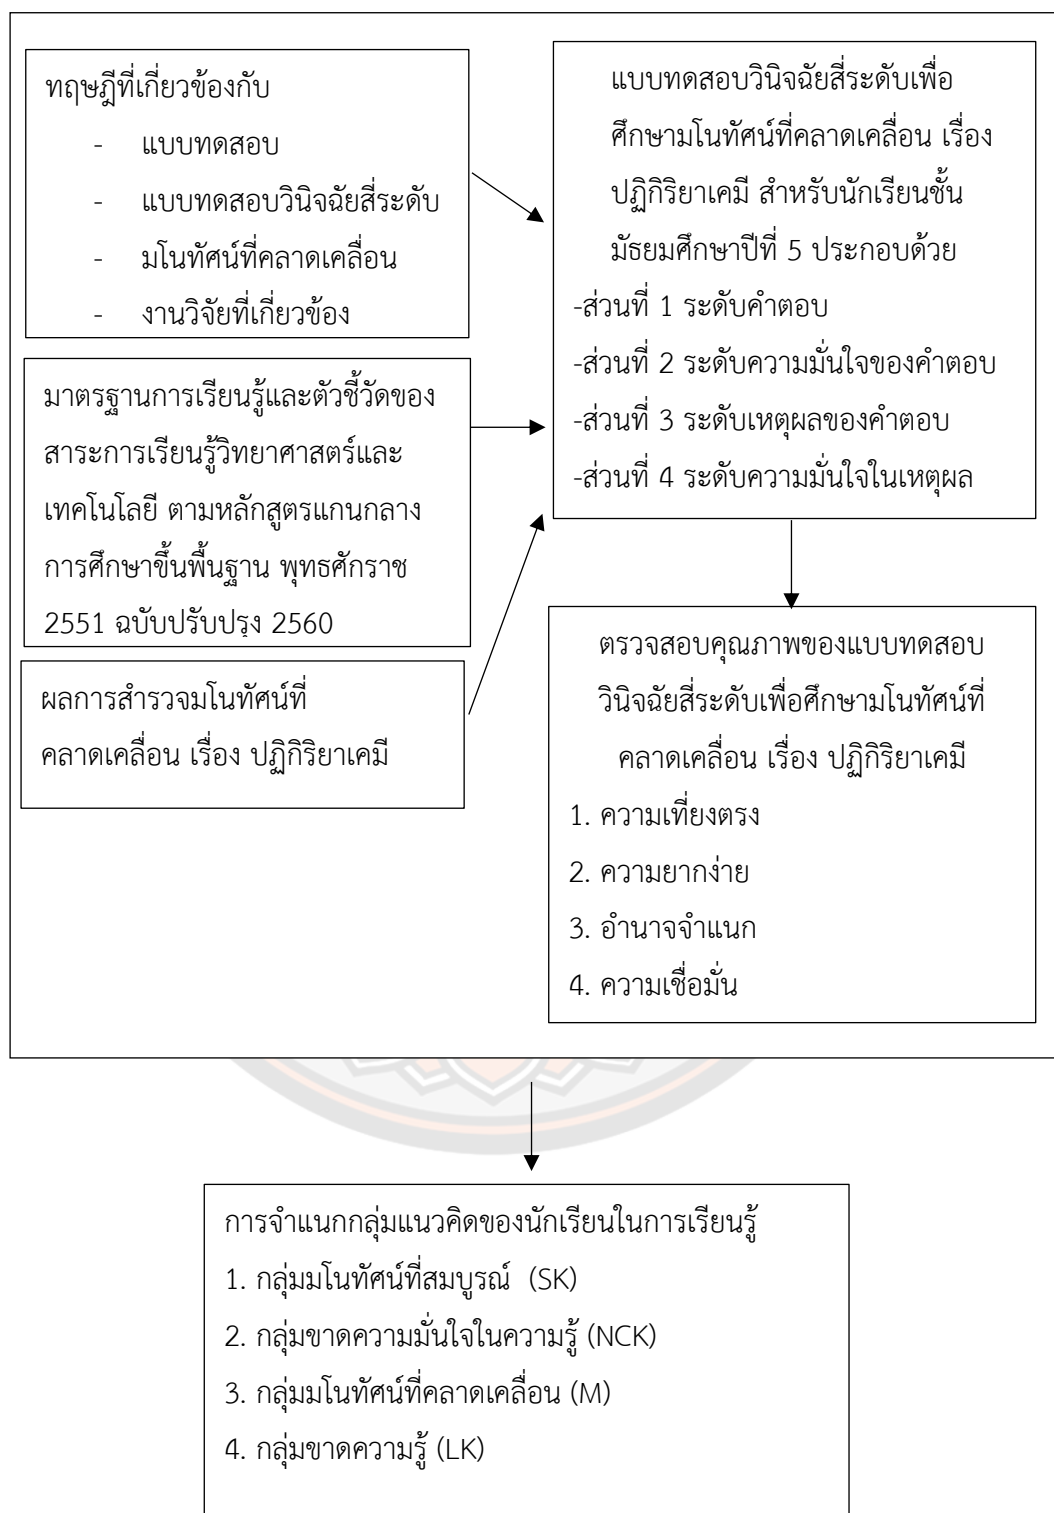 ทฤษฎีที่เกี่ยวข้องกับ
- แบบทดสอบ
- แบบทดสอบวินิจฉัยสี่ระดับ
- มโนทัศน์ที่คลาดเคลื่อน
- งานวิจัยที่เกี่ยวข้อง
มาตรฐานการเรียนรู้และตัวชี้วัดของ
สาระการเรียนรู้วิทยาศาสตร์และ
เทคโนโลยี ตามหลักสูตรแกนกลาง
การศึกษาขึ้นพื้นฐาน พุทธศักราช
2551 ฉบับปรับปรุง 2560
ผลการสำรวจมโนทัศน์ที่
คลาดเคลื่อน เรื่อง ปฏิกิริยาเคมี
แบบทดสอบวินิจฉัยสี่ระดับเพื่อ
ศึกษามโนทัศน์ที่คลาดเคลื่อน เรื่อง
ปฏิกิริยาเคมี สำหรับนักเรียนชั้น
มัธยมศึกษาปีที่ 5 ประกอบด้วย
-ส่วนที่ 1 ระดับคำตอบ
-ส่วนที่ 2 ระดับความมั่นใจของคำตอบ
-ส่วนที่ 3 ระดับเหตุผลของคำตอบ
-ส่วนที่ 4 ระดับความมั่นใจในเหตุผล
ตรวจสอบคุณภาพของแบบทดสอบ
วินิจฉัยสี่ระดับเพื่อศึกษามโนทัศน์ที่
คลาดเคลื่อน เรื่อง ปฏิกิริยาเคมี
1. ความเที่ยงตรง
2. ความยากง่าย
3. อำนาจจำแนก
4. ความเชื่อมั่น
การจำแนกกลุ่มแนวคิดของนักเรียนในการเรียนรู้
1. กลุ่มมโนทัศน์ที่สมบูรณ์ (SK)
2. กลุ่มขาดความมั่นใจในความรู้ (NCK)
3. กลุ่มมโนทัศน์ที่คลาดเคลื่อน (M)
4. กลุ่มขาดความรู้ (LK)